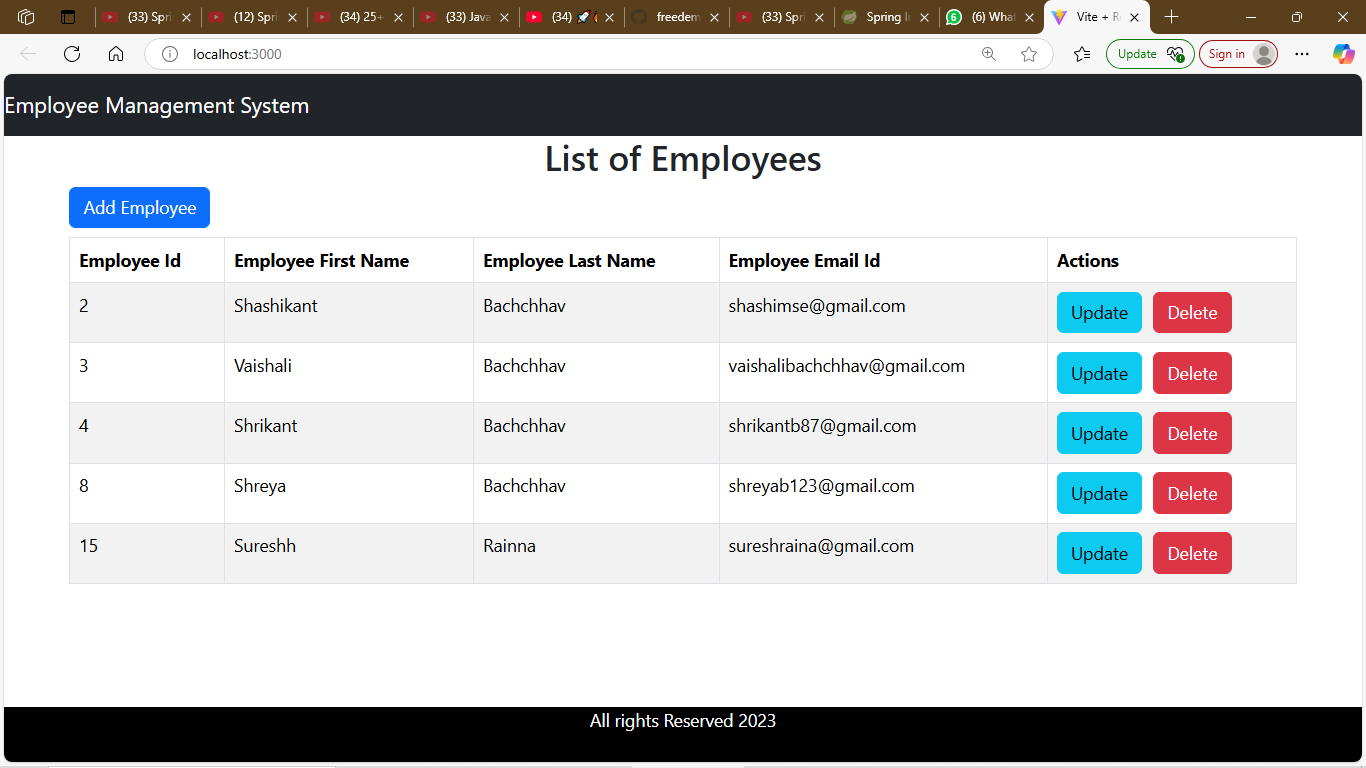 (33) Spri
(12) Spri
(34) 25+
(33) Java
(34) 🚀
freedem
(33) Spri
Spring In
(6) What
Vite + R
localhost:3000
Update
Sign in
Employee Management System
List of Employees
Add Employee
Employee Id Employee First Name Employee Last Name Employee Email Id Actions
2 Shashikant Bachchhav shashimse@gmail.com Update Delete
3 Vaishali Bachchhav vaishalibachchhav@gmail.com Update Delete
4 Shrikant Bachchhav shrikantb87@gmail.com Update Delete
8 Shreya Bachchhav shreyab123@gmail.com Update Delete
15 Sureshh Rainna sureshraina@gmail.com Update Delete
All rights Reserved 2023